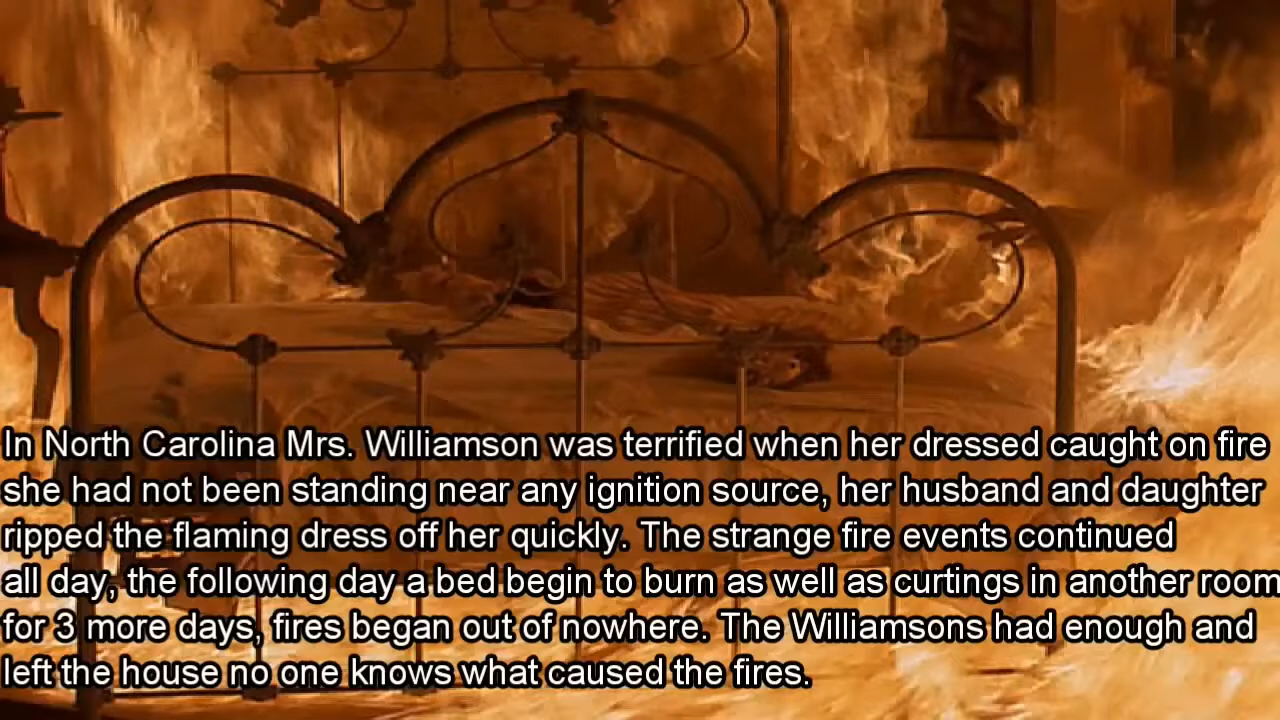 In North Carolina Mrs. Williamson was terrified when her dressed caught on fire
she had not been standing near any ignition source, her husband and daughter
ripped the flaming dress off her quickly. The strange fire events continued
all day, the following day a bed begin to burn as well as curtings in another room
for 3 more days, fires began out of nowhere. The Williamsons had enough and
left the house no one knows what caused the fires.